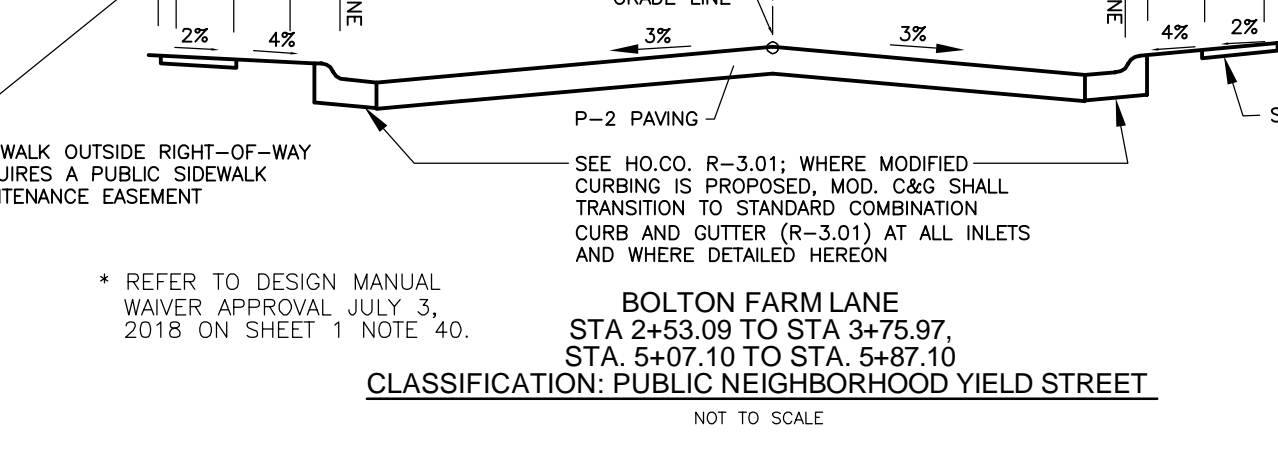 GRADE LINE
2%
4%
3%
3%
4%
2%
P-2 PAVING
WALK OUTSIDE RIGHT-OF-WAY
A PUBLIC SIDEWALK
EASEMENT
SEE HO.CO. R-3.01; WHERE MODIFIED
CURBING IS PROPOSED, MOD. C&G SHALL
TRANSITION TO STANDARD COMBINATION
CURB AND GUTTER (R-3.01) AT ALL INLETS
AND WHERE DETAILED HEREON
* REFER TO DESIGN MANUAL
WAIVER APPROVAL JULY 3,
2018 ON SHEET 1 NOTE 40.
BOLTON FARM LANE
STA 2+53.09 TO STA 3+75.97,
STA. 5+07.10 TO STA. 5+87.10
CLASSIFICATION: PUBLIC NEIGHBORHOOD YIELD STREET
NOT TO SCALE